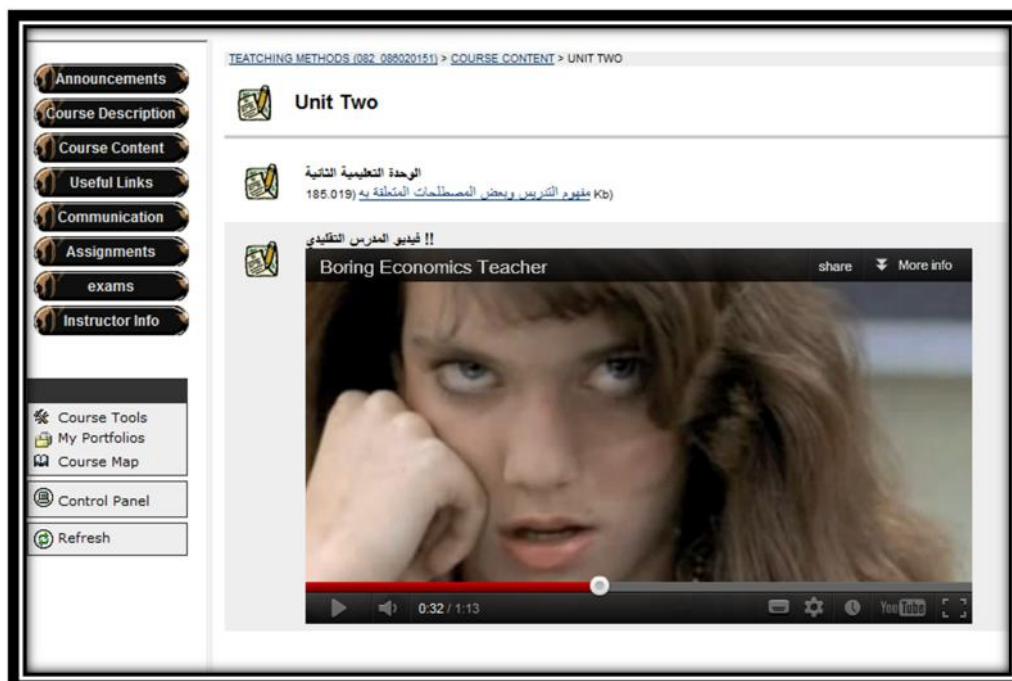 TEATCHING METHODS (082_086020151) > COURSE CONTENT > UNIT TWO
Unit Two
Announcements
Course Description
Course Content
Useful Links
Communication
Assignments
exams
Instructor Info
Course Tools
My Portfolios
Course Map
Control Panel
Refresh
الوحدة التعليمية الثانية
مفهوم التدريس وبعض المصطلحات المتعلقة به (185.019 Kb)
فيديو المدرس التقليدي !!
Boring Economics Teacher
share
More info
0:32 / 1:13
YouTube